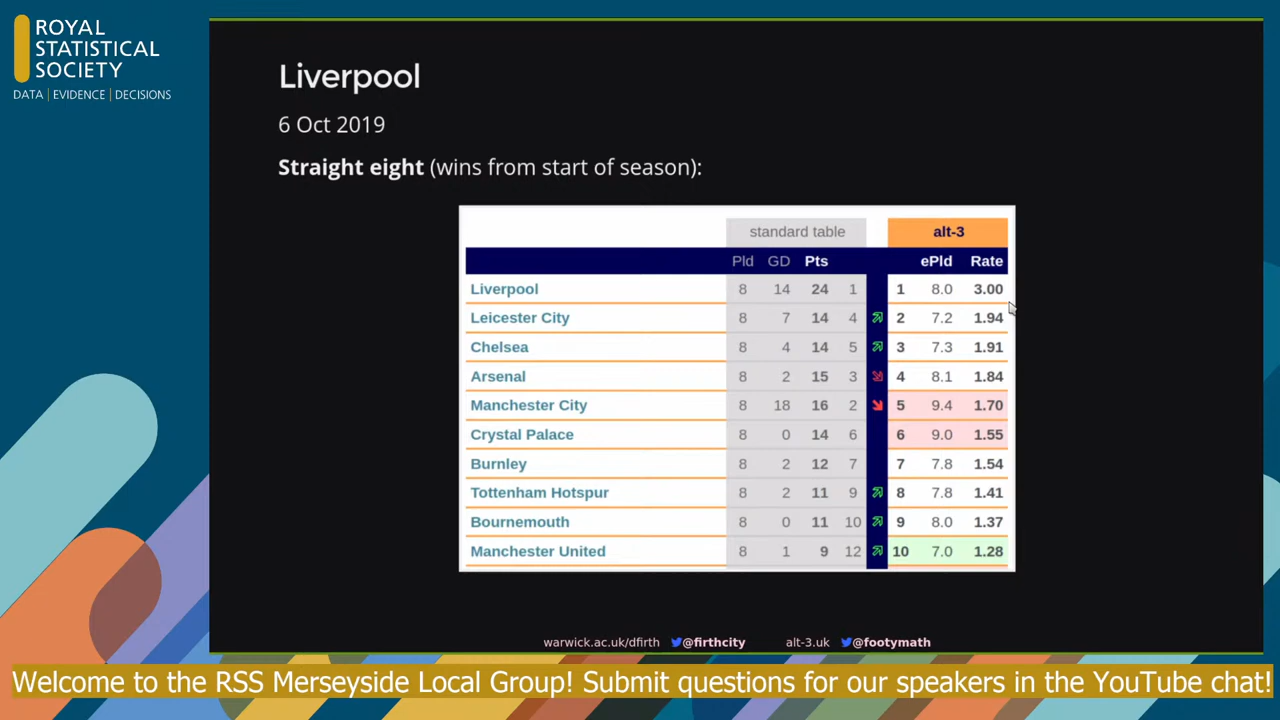 ROYAL
STATISTICAL
SOCIETY
DATA | EVIDENCE | DECISIONS
Liverpool
6 Oct 2019
Straight eight (wins from start of season):
standard table alt-3
Pld GD Pts ePld Rate
Liverpool 8 14 24 1 1 8.0 3.00
Leicester City 8 7 14 4 2 7.2 1.94
Chelsea 8 4 14 5 3 7.3 1.91
Arsenal 8 2 15 3 4 8.1 1.84
Manchester City 8 18 16 2 5 9.4 1.70
Crystal Palace 8 0 14 6 6 9.0 1.55
Burnley 8 2 12 7 7 7.8 1.54
Tottenham Hotspur 8 2 11 9 8 7.8 1.41
Bournemouth 8 0 11 10 9 8.0 1.37
Manchester United 8 1 9 12 10 7.0 1.28
warwick.ac.uk/dfirth @firthcity alt-3.uk @footymath
Welcome to the RSS Merseyside Local Group! Submit questions for our speakers in the YouTube chat!